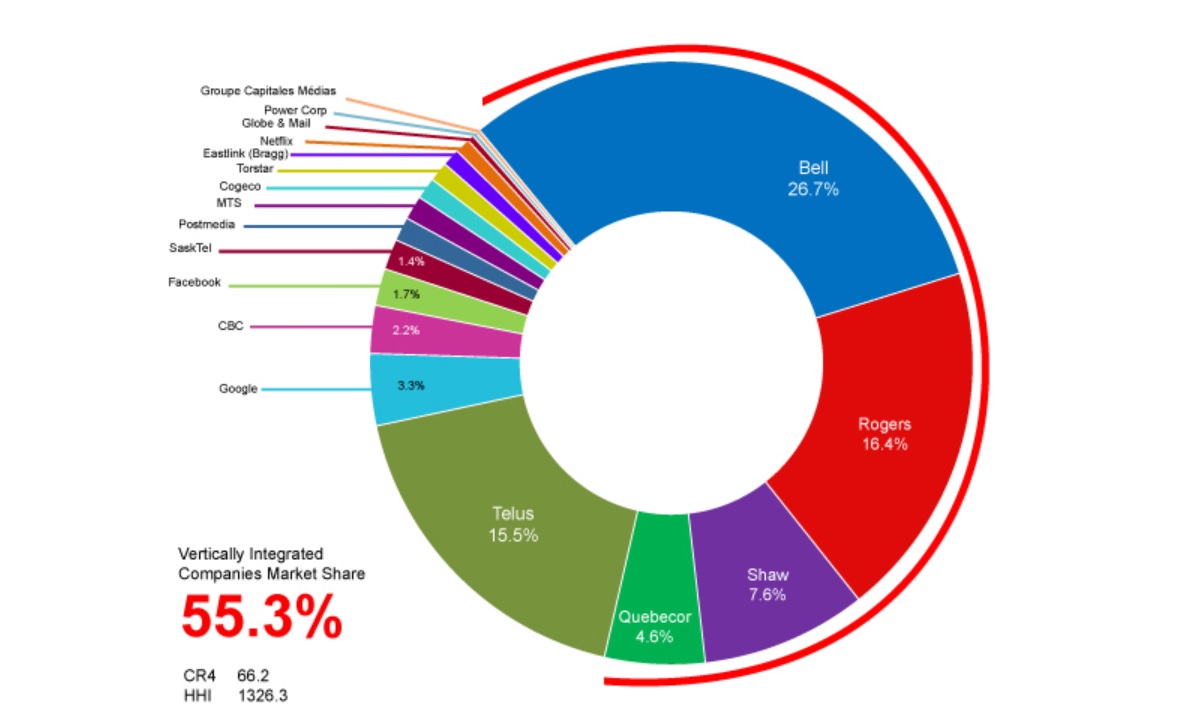 Groupe Capitales Médias
Power Corp
Globe & Mail
Netflix
Eastlink (Bragg)
Torstar
Cogeco
MTS
Postmedia
SaskTel
1.4%
Facebook
1.7%
CBC
2.2%
Google
3.3%
Bell
26.7%
Rogers
16.4%
Shaw
7.6%
Quebecor
4.6%
Telus
15.5%
Vertically Integrated
Companies Market Share
55.3%
CR4 66.2
HHI 1326.3